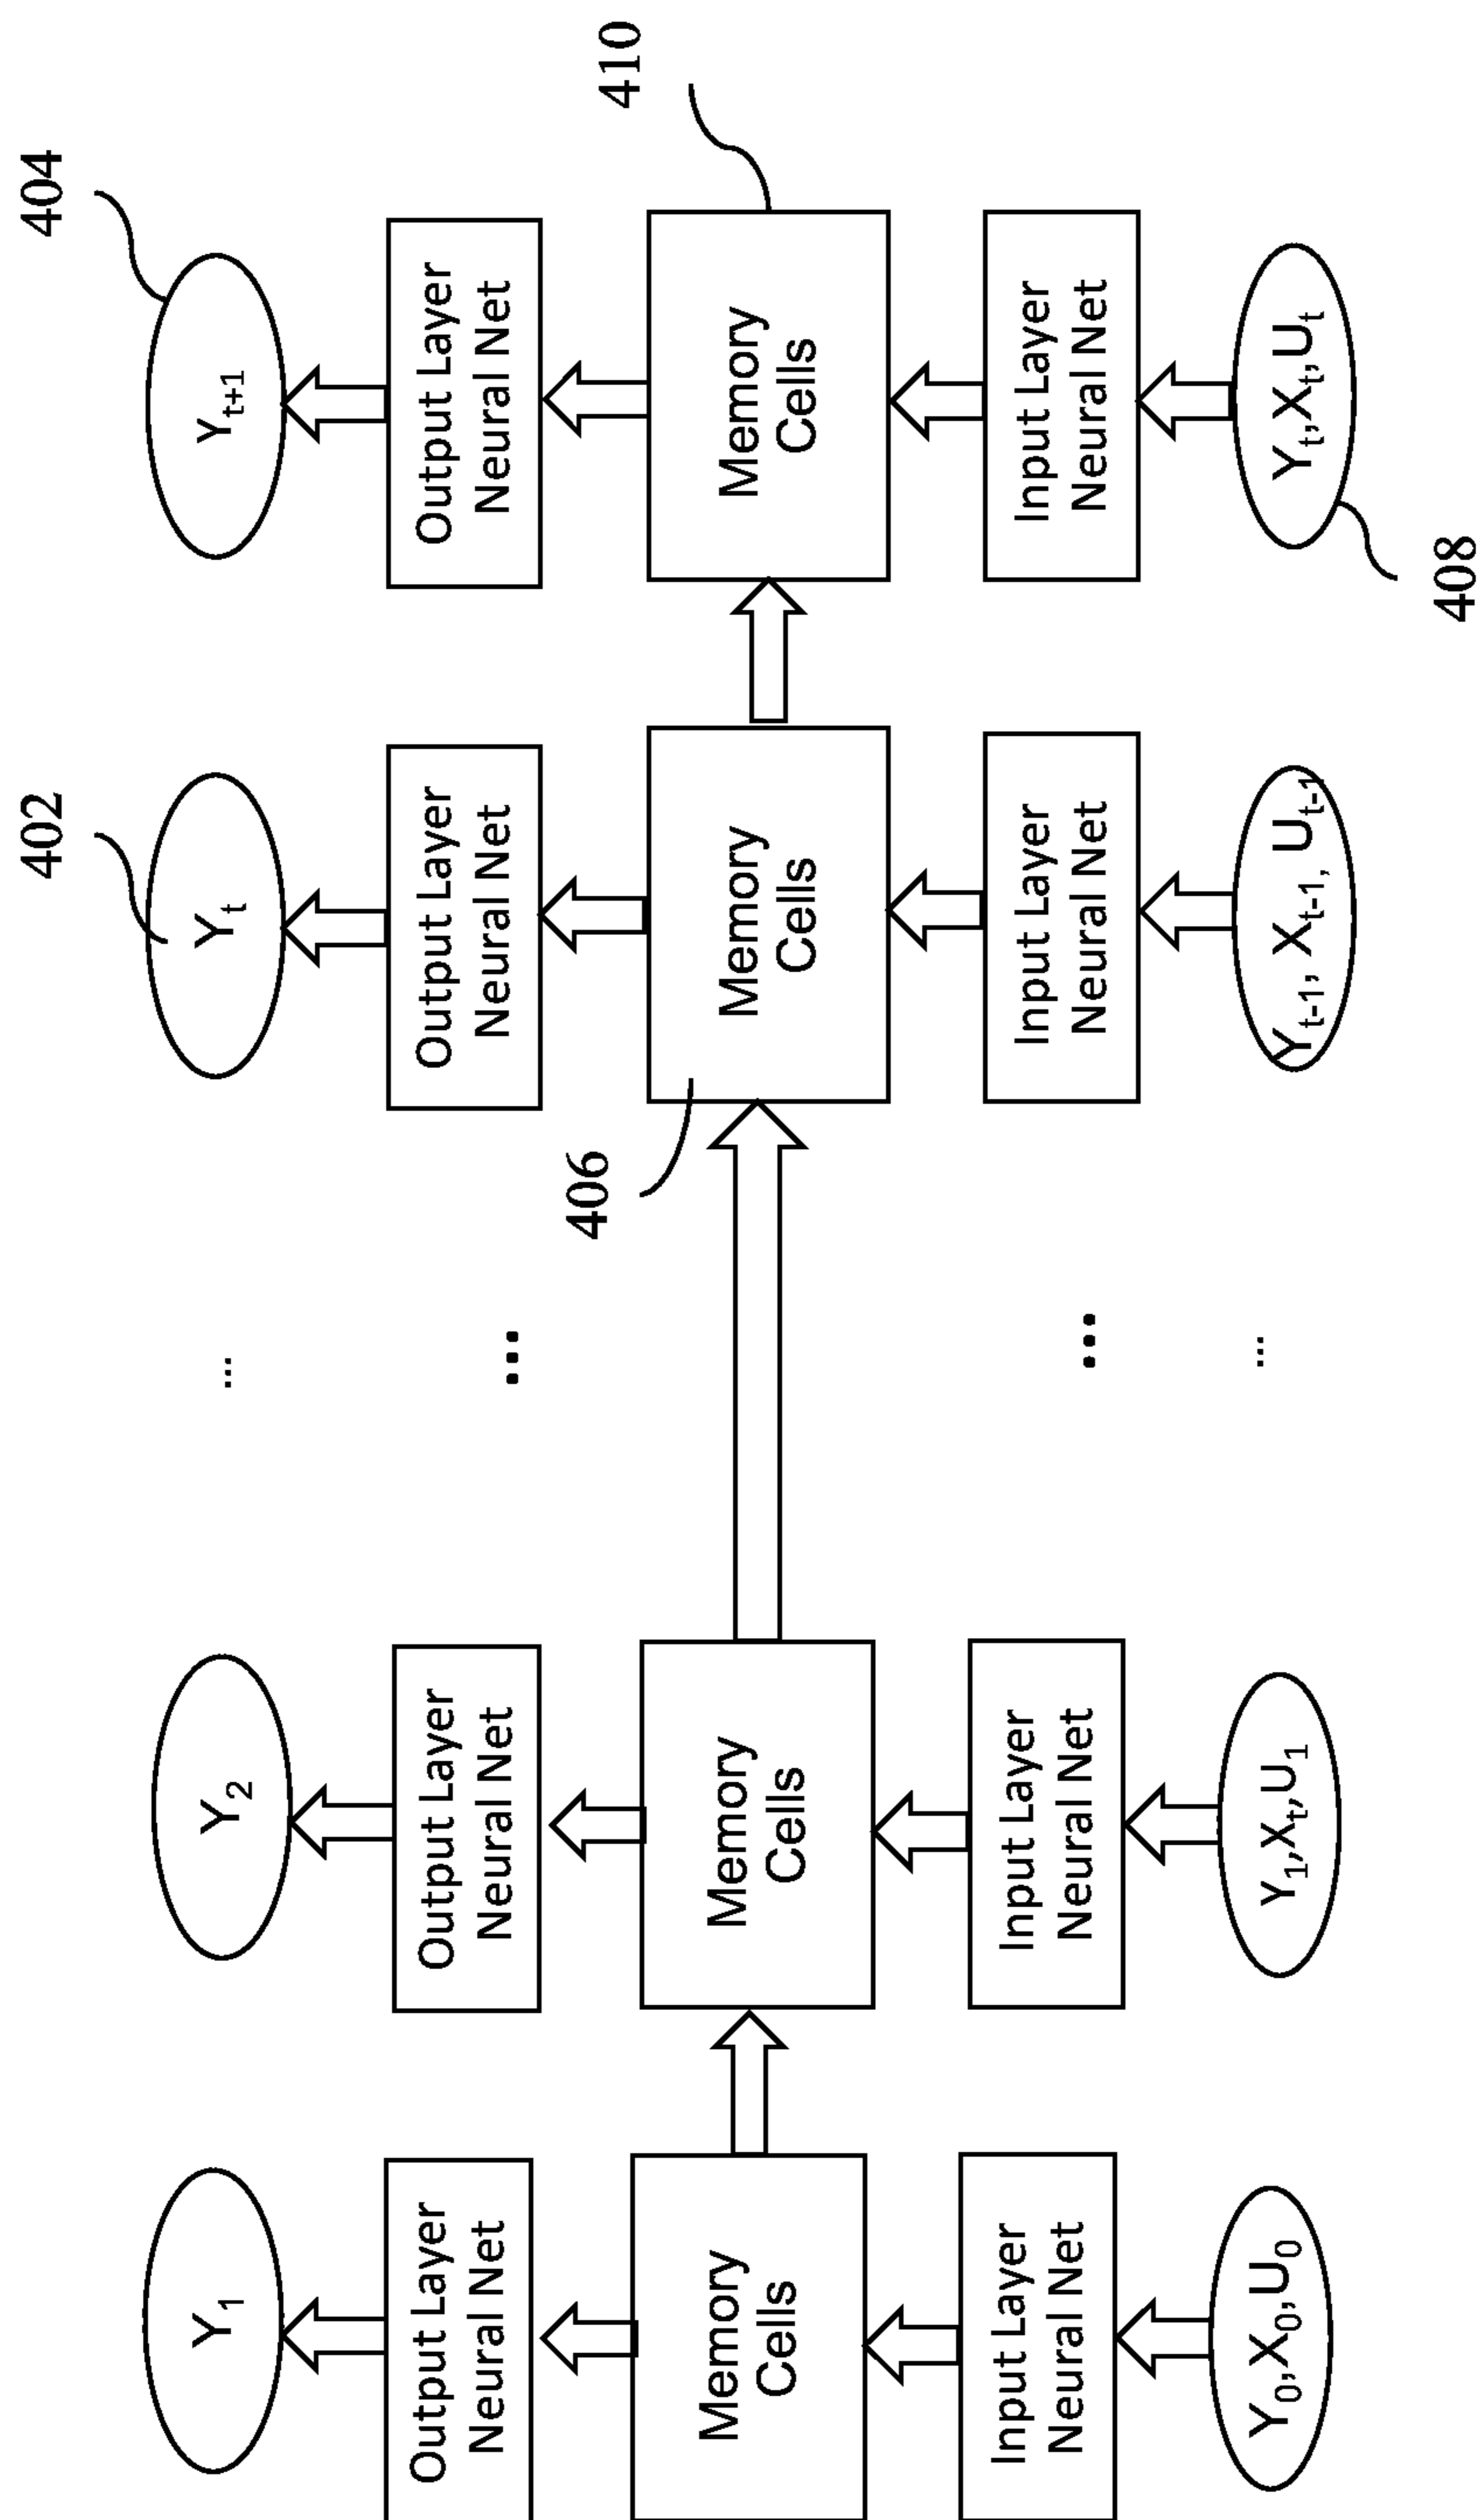 402
404
Y₁
Y₂
...
Yₜ
Yₜ₊₁
Output Layer
Neural Net
Output Layer
Neural Net
...
Output Layer
Neural Net
Output Layer
Neural Net
406
410
Memory
Cells
Memory
Cells
Memory
Cells
Memory
Cells
Input Layer
Neural Net
Input Layer
Neural Net
...
Input Layer
Neural Net
Input Layer
Neural Net
Y₀,X₀,U₀
Y₁,Xₜ,U₁
...
Yₜ₋₁, Xₜ₋₁, Uₜ₋₁
Yₜ,Xₜ,Uₜ
408